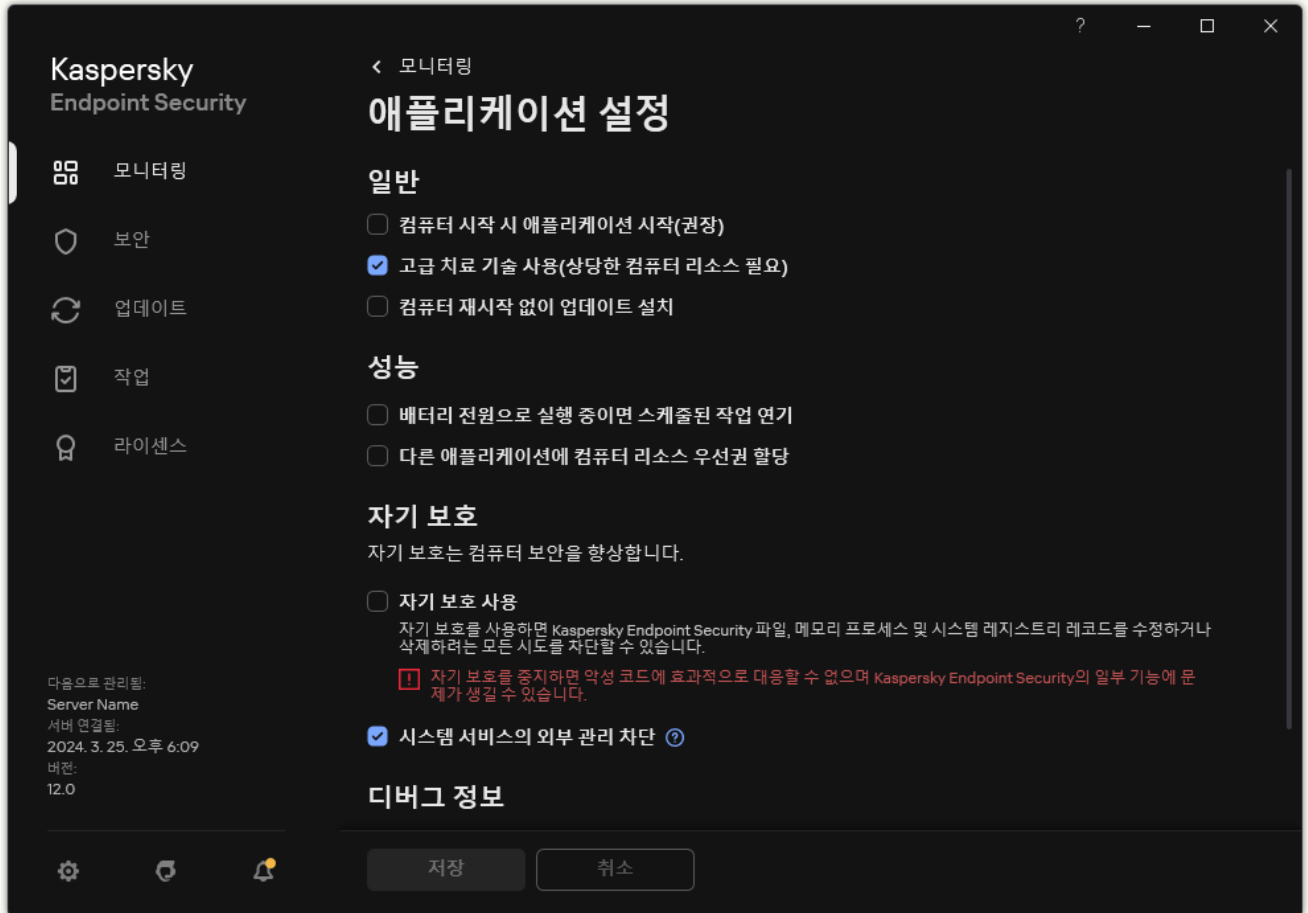 Kaspersky
Endpoint Security
모니터링
보안
업데이트
작업
라이센스
다음으로 관리됨:
Server Name
서버 연결됨:
2024. 3. 25. 오후 6:09
버전:
12.0
모니터링
애플리케이션 설정
일반
컴퓨터 시작 시 애플리케이션 시작(권장)
고급 치료 기술 사용(상당한 컴퓨터 리소스 필요)
컴퓨터 재시작 없이 업데이트 설치
성능
배터리 전원으로 실행 중이면 스케줄된 작업 연기
다른 애플리케이션에 컴퓨터 리소스 우선권 할당
자기 보호
자기 보호는 컴퓨터 보안을 향상합니다.
자기 보호 사용
자기 보호를 사용하면 Kaspersky Endpoint Security 파일, 메모리 프로세스 및 시스템 레지스트리 레코드를 수정하거나
삭제하려는 모든 시도를 차단할 수 있습니다.
자기 보호를 중지하면 악성 코드에 효과적으로 대응할 수 없으며 Kaspersky Endpoint Security의 일부 기능에 문
제가 생길 수 있습니다.
시스템 서비스의 외부 관리 차단
디버그 정보
저장
취소